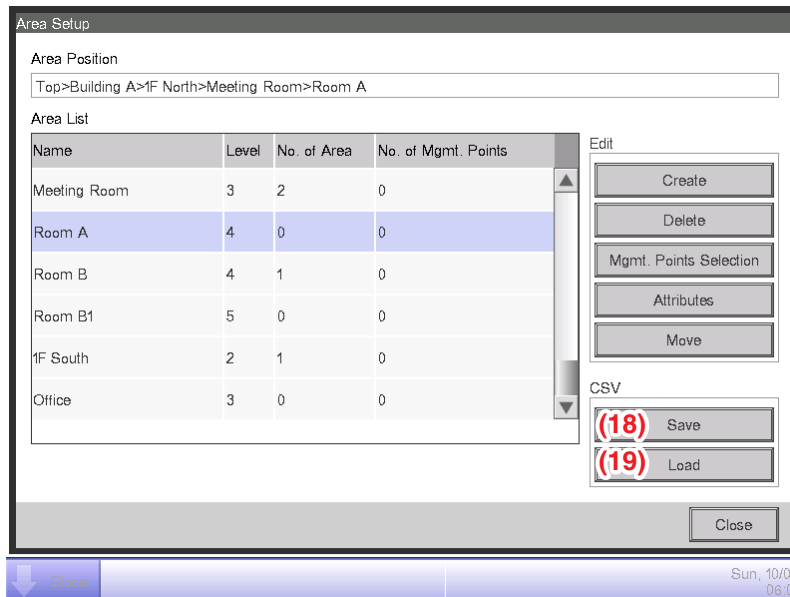 Area Setup
Area Position
Top>Building A>1F North>Meeting Room>Room A
Area List
Name Level No. of Area No. of Mgmt. Points
Meeting Room 3 2 0
Room A 4 0 0
Room B 4 1 0
Room B1 5 0 0
1F South 2 1 0
Office 3 0 0
Edit
Create
Delete
Mgmt. Points Selection
Attributes
Move
CSV
(18) Save
(19) Load
Close
Close
Sun, 10/0
06:0